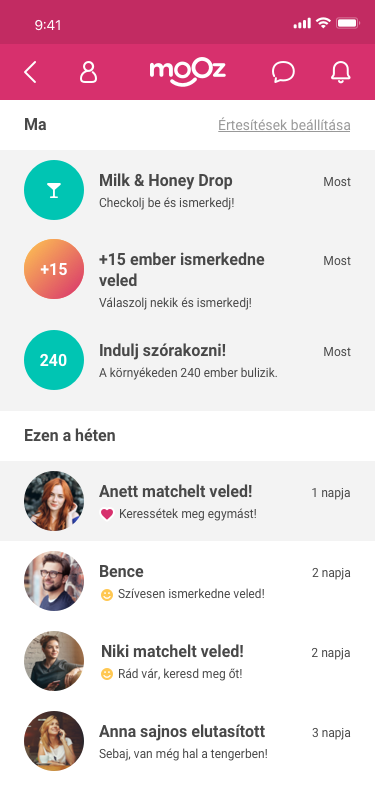 9:41
moOz
Ma
Értesítések beállítása
Milk & Honey Drop
Most
Checkolj be és ismerkedj!
+15
+15 ember ismerkedne
Most
veled
Válaszolj nekik és ismerkedj!
240
Indulj szórakozni!
Most
A környékeden 240 ember bulizik.
Ezen a héten
Anett matchelt veled!
1 napja
Keressétek meg egymást!
Bence
2 napja
Szívesen ismerkedne veled!
Niki matchelt veled!
2 napja
Rád vár, keresd meg őt!
Anna sajnos elutasított
3 napja
Sebaj, van még hal a tengerben!